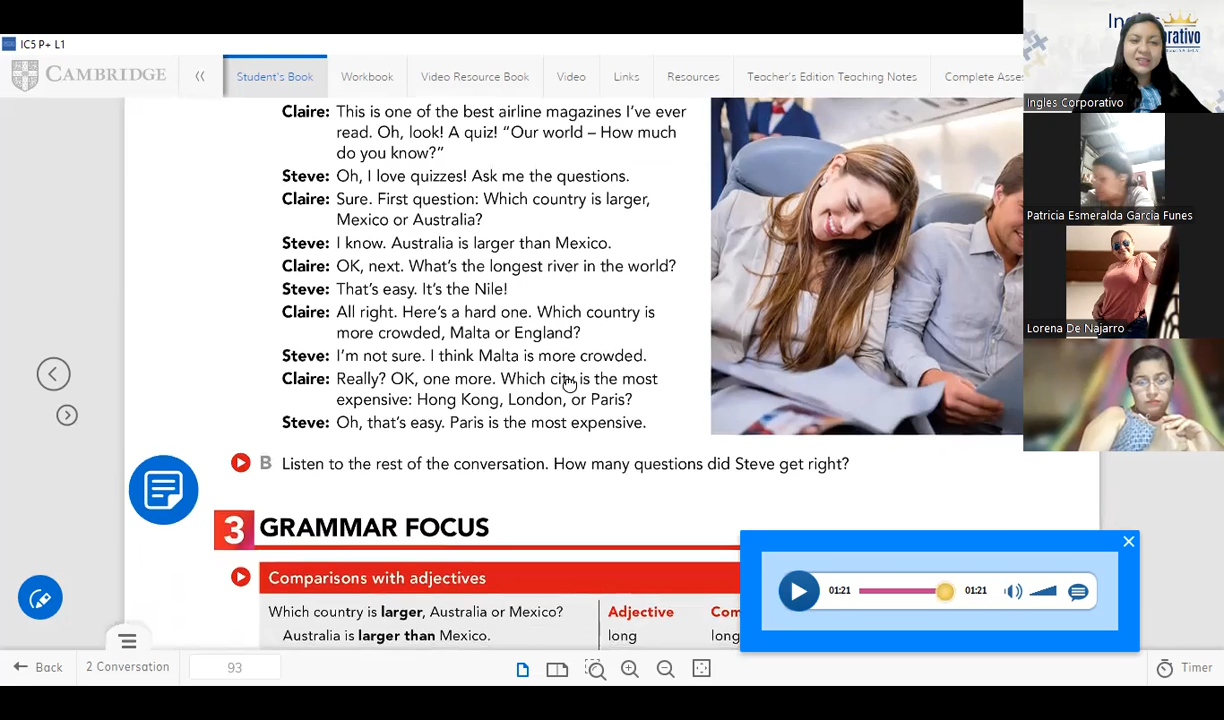 IC5 P+ L1
CAMBRIDGE
Student's Book
Workbook
Video Resource Book
Video
Links
Resources
Teacher's Edition Teaching Notes
Complete Asses
Claire: This is one of the best airline magazines I've ever
read. Oh, look! A quiz! "Our world – How much
do you know?"
Steve: Oh, I love quizzes! Ask me the questions.
Claire: Sure. First question: Which country is larger,
Mexico or Australia?
Steve: I know. Australia is larger than Mexico.
Claire: OK, next. What's the longest river in the world?
Steve: That's easy. It's the Nile!
Claire: All right. Here's a hard one. Which country is
more crowded, Malta or England?
Steve: I'm not sure. I think Malta is more crowded.
Claire: Really? OK, one more. Which city is the most
expensive: Hong Kong, London, or Paris?
Steve: Oh, that's easy. Paris is the most expensive.
B Listen to the rest of the conversation. How many questions did Steve get right?
3 GRAMMAR FOCUS
Comparisons with adjectives
Which country is larger, Australia or Mexico?
Australia is larger than Mexico.
Adjective
long
Com
long
01:21
01:21
Back
2 Conversation
93
Timer
Ingles Corporativo
Patricia Esmeralda Garcia Funes
Lorena De Najarro